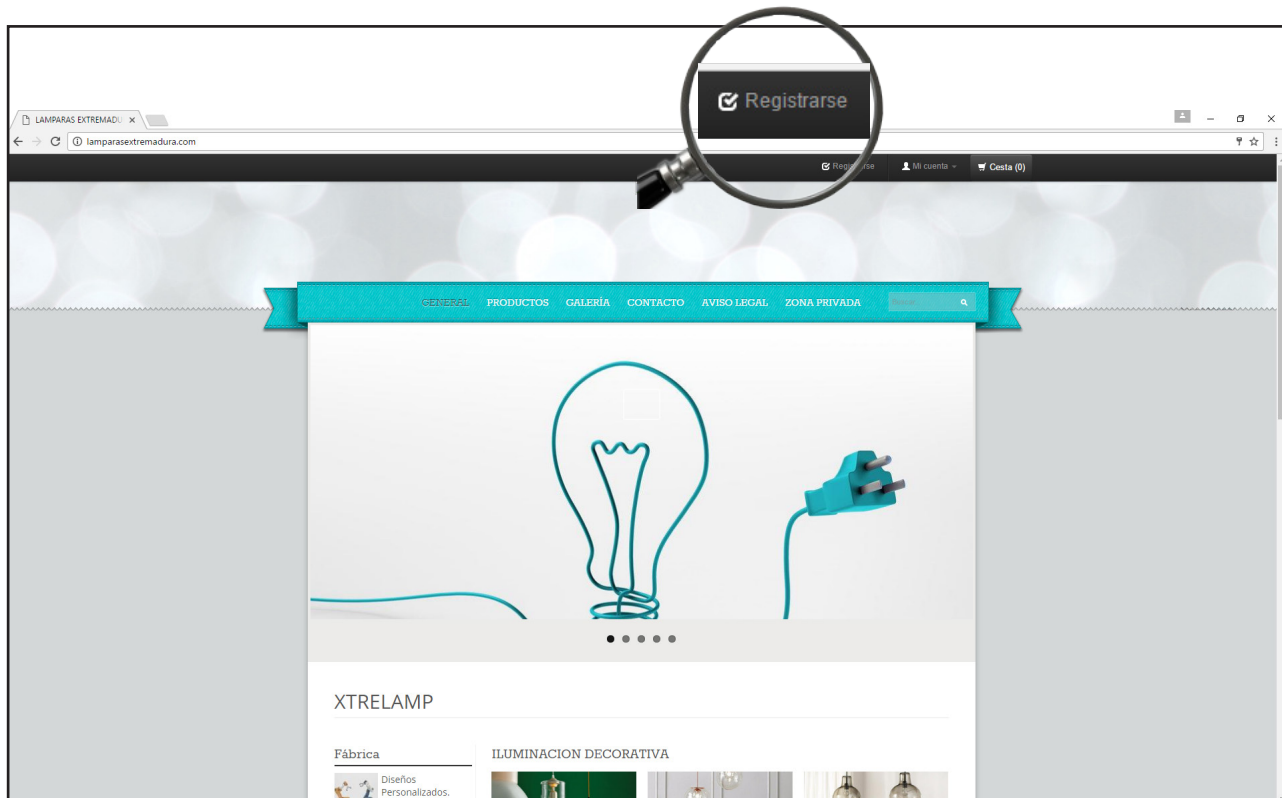 Registrarse
LAMPARAS EXTREMADU
lamparasextremadura.com
Registrarse Mi cuenta Cesta (0)
GENERAL PRODUCTOS GALERÍA CONTACTO AVISO LEGAL ZONA PRIVADA
XTRELAMP
Fábrica
ILUMINACION DECORATIVA
Diseños
Personalizados.